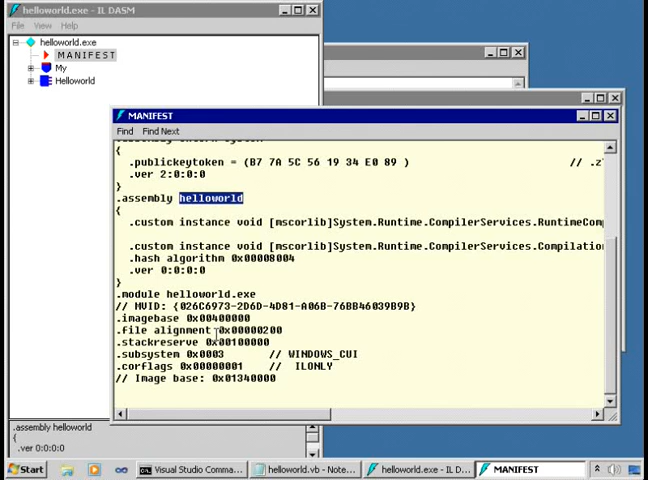 helloworld.exe - IL DASM
File View Help
helloworld.exe
MANIFEST
My
Helloworld
MANIFEST
Find Find Next
{
.publickeytoken = (B7 7A 5C 56 19 34 E0 89 ) // .z
.ver 2:0:0:0
}
.assembly helloworld
{
.custom instance void [mscorlib]System.Runtime.CompilerServices.RuntimeComp
.custom instance void [mscorlib]System.Runtime.CompilerServices.Compilation
.hash algorithm 0x00008004
.ver 0:0:0:0
}
.module helloworld.exe
// MVID: {026C6973-2D6D-4D81-A06B-76BB46039B9B}
.imagebase 0x00400000
.file alignment 0x00000200
.stackreserve 0x00100000
.subsystem 0x0003 // WINDOWS_CUI
.corflags 0x00000001 // ILONLY
// Image base: 0x01340000
.assembly helloworld
{
.ver 0:0:0:0
Start Visual Studio Comma... helloworld.vb - Note... helloworld.exe - IL D... MANIFEST